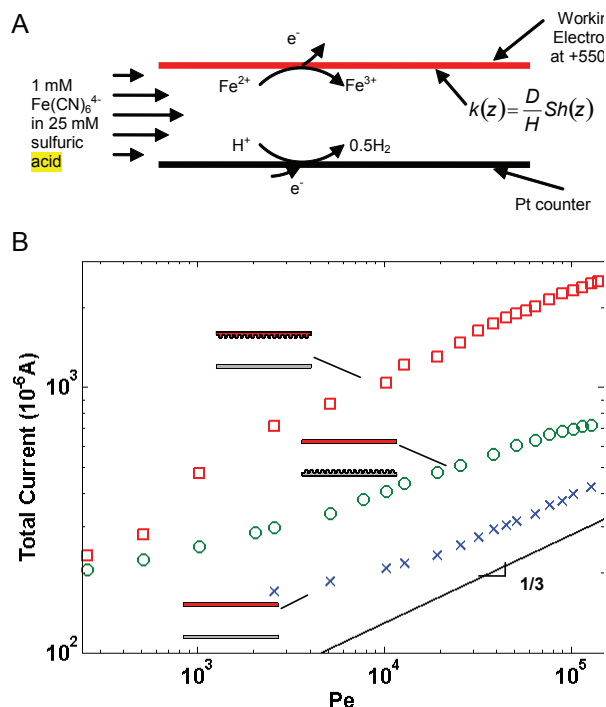 A
1 mM
Fe(CN)₆⁴⁻
in 25 mM
sulfuric
acid
e⁻
Fe²⁺ Fe³⁺
H⁺ 0.5H₂
e⁻
Workin
Electro
at +550
k(z) = D/H Sh(z)
Pt counter
B
Total Current (10⁻⁶A)
10³
10²
10³ 10⁴ 10⁵
Pe
1/3